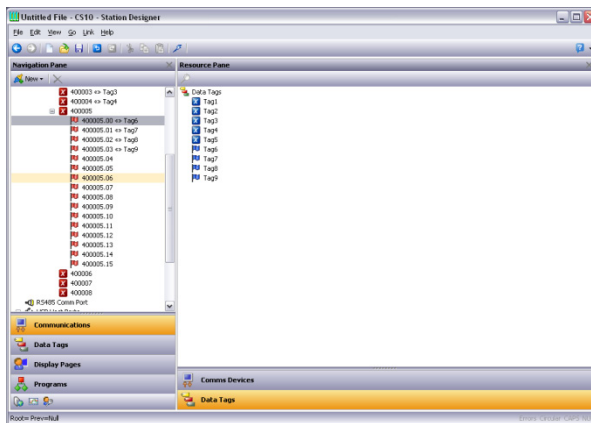 Untitled File - CS10 - Station Designer
File Edit View Go Link Help
Navigation Pane
Resource Pane
New
400003 <> Tag3
400004 <> Tag4
400005
400005.00 <> Tag6
400005.01 <> Tag7
400005.02 <> Tag8
400005.03 <> Tag9
400005.04
400005.05
400005.06
400005.07
400005.08
400005.09
400005.10
400005.11
400005.12
400005.13
400005.14
400005.15
400006
400007
400008
RS485 Comm Port
Data Tags
Tag1
Tag2
Tag3
Tag4
Tag5
Tag6
Tag7
Tag8
Tag9
Communications
Data Tags
Display Pages
Programs
Comms Devices
Data Tags
Root= Prev=Null